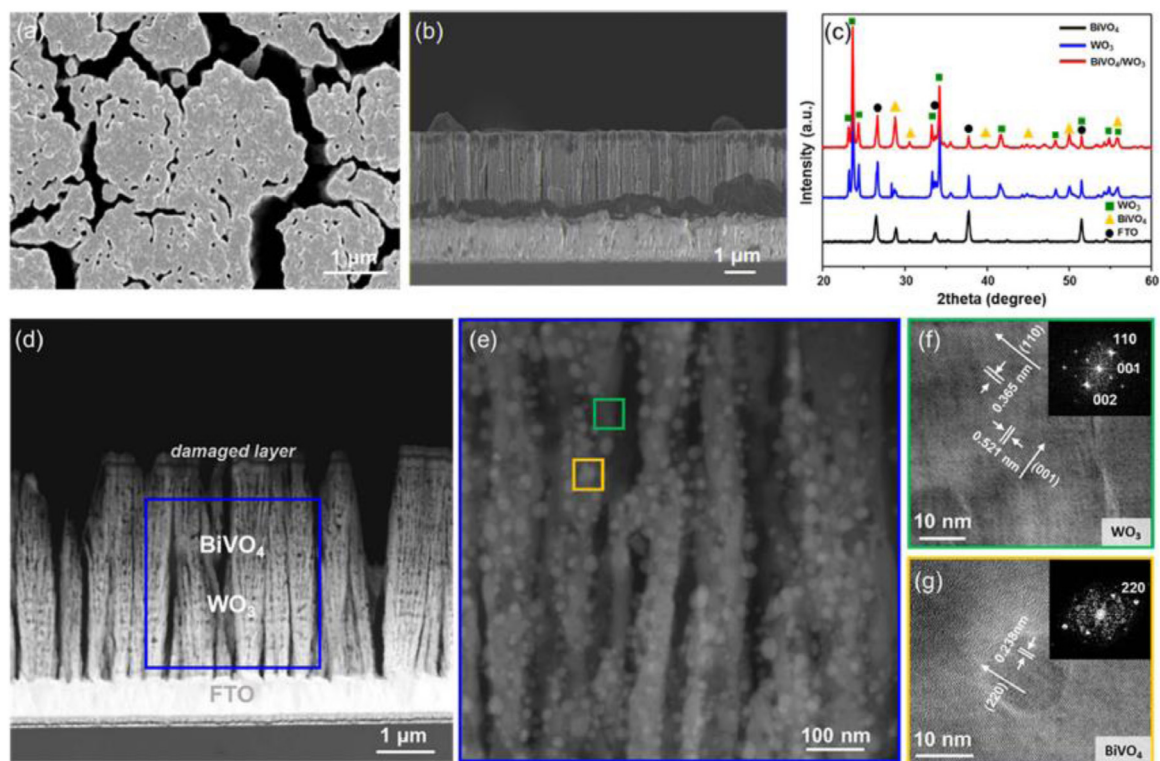 (a)
1 μm
(b)
1 μm
(c)
BiVO₄
WO₃
BiVO₄/WO₃
Intensity (a.u.)
WO₃
BiVO₄
FTO
20 30 40 50 60
2theta (degree)
(d)
damaged layer
BiVO₄
WO₃
FTO
1 μm
(e)
100 nm
(f)
(110)
0.365 nm
0.521 nm
(001)
110
001
002
10 nm
WO₃
(g)
220
0.238nm
(220)
10 nm
BiVO₄